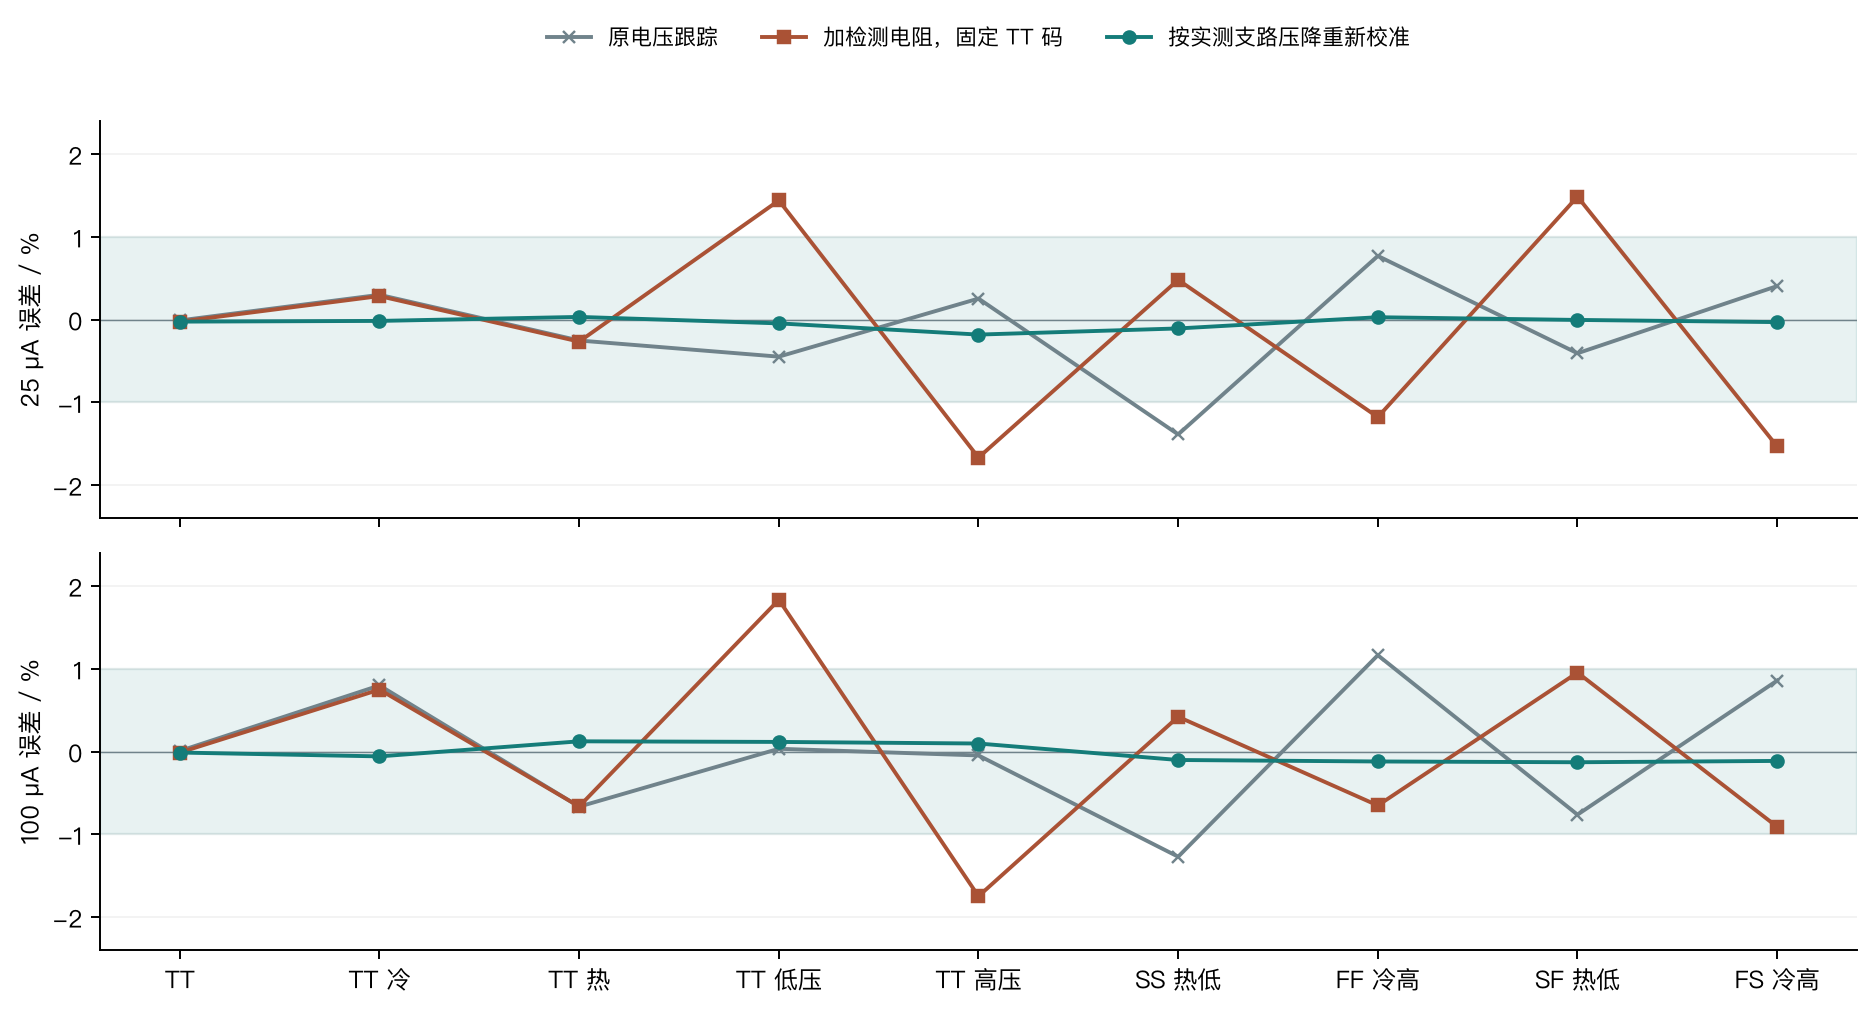 原电压跟踪
加检测电阻，固定 TT 码
按实测支路压降重新校准
25 μA 误差 / %
2
1
0
−1
−2
100 μA 误差 / %
2
1
0
−1
−2
TT
TT 冷
TT 热
TT 低压
TT 高压
SS 热低
FF 冷高
SF 热低
FS 冷高